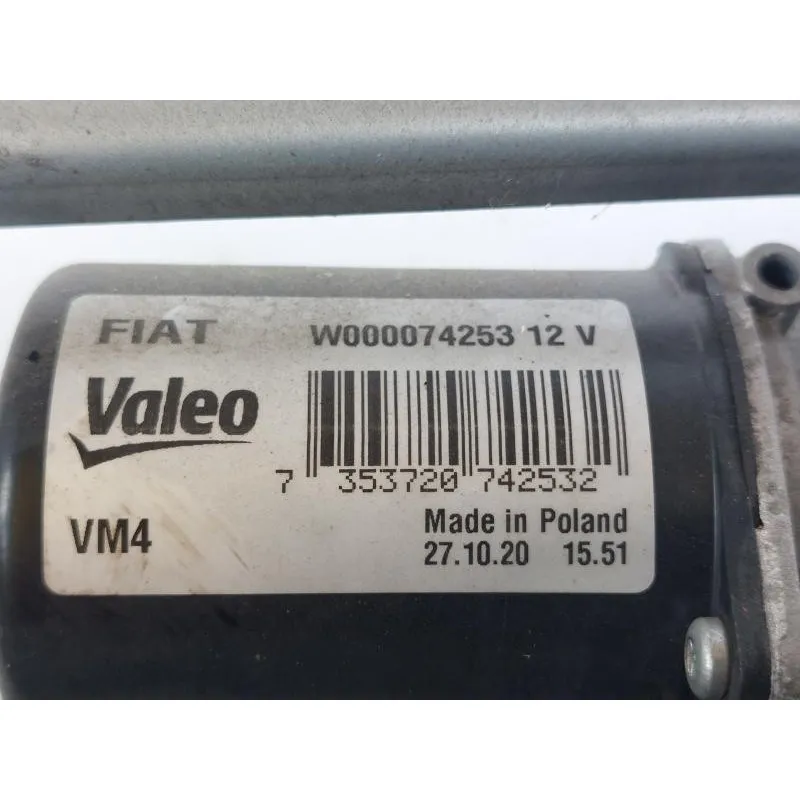 FIAT W000074253 12 V
Valeo
7 353720 742532
VM4 Made in Poland
27.10.20 15.51